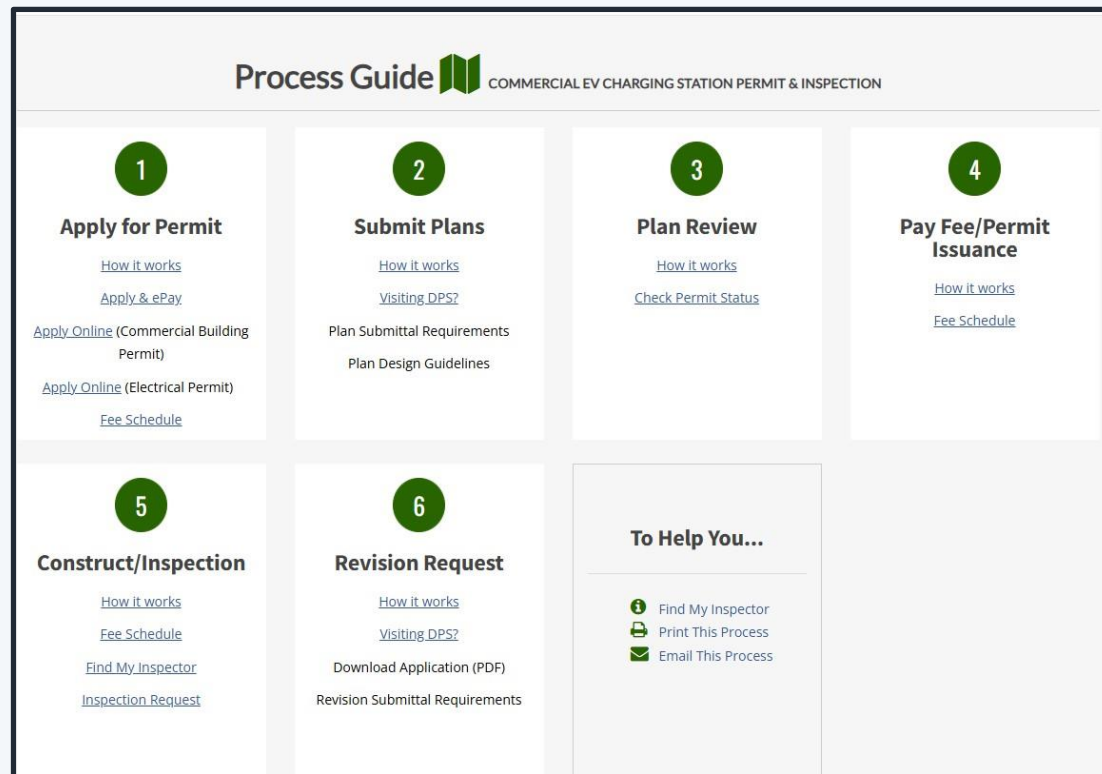 Process Guide COMMERCIAL EV CHARGING STATION PERMIT & INSPECTION
1
Apply for Permit
How it works
Apply & ePay
Apply Online (Commercial Building
Permit)
Apply Online (Electrical Permit)
Fee Schedule
2
Submit Plans
How it works
Visiting DPS?
Plan Submittal Requirements
Plan Design Guidelines
3
Plan Review
How it works
Check Permit Status
4
Pay Fee/Permit
Issuance
How it works
Fee Schedule
5
Construct/Inspection
How it works
Fee Schedule
Find My Inspector
Inspection Request
6
Revision Request
How it works
Visiting DPS?
Download Application (PDF)
Revision Submittal Requirements
To Help You...
Find My Inspector
Print This Process
Email This Process